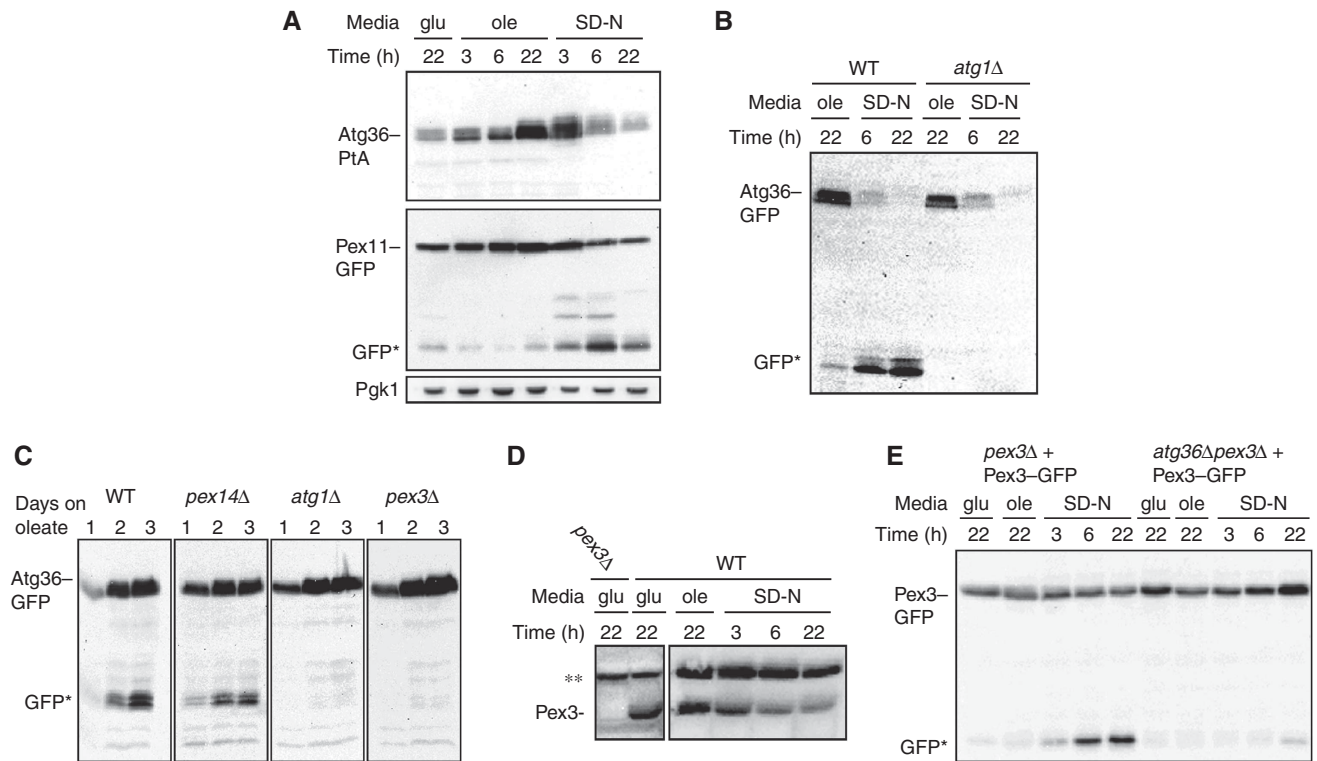 A
Media glu ole SD-N
Time (h) 22 3 6 22 3 6 22
Atg36–
PtA
Pex11–
GFP
GFP*
Pgk1
B
WT atg1Δ
Media ole SD-N ole SD-N
Time (h) 22 6 22 22 6 22
Atg36–
GFP
GFP*
C
WT pex14Δ atg1Δ pex3Δ
Days on
oleate 1 2 3 1 2 3 1 2 3 1 2 3
Atg36–
GFP
GFP*
D
pex3Δ WT
Media glu glu ole SD-N
Time (h) 22 22 22 3 6 22
**
Pex3-
E
pex3Δ + atg36Δpex3Δ +
Pex3–GFP Pex3–GFP
Media glu ole SD-N glu ole SD-N
Time (h) 22 22 3 6 22 22 22 3 6 22
Pex3–
GFP
GFP*